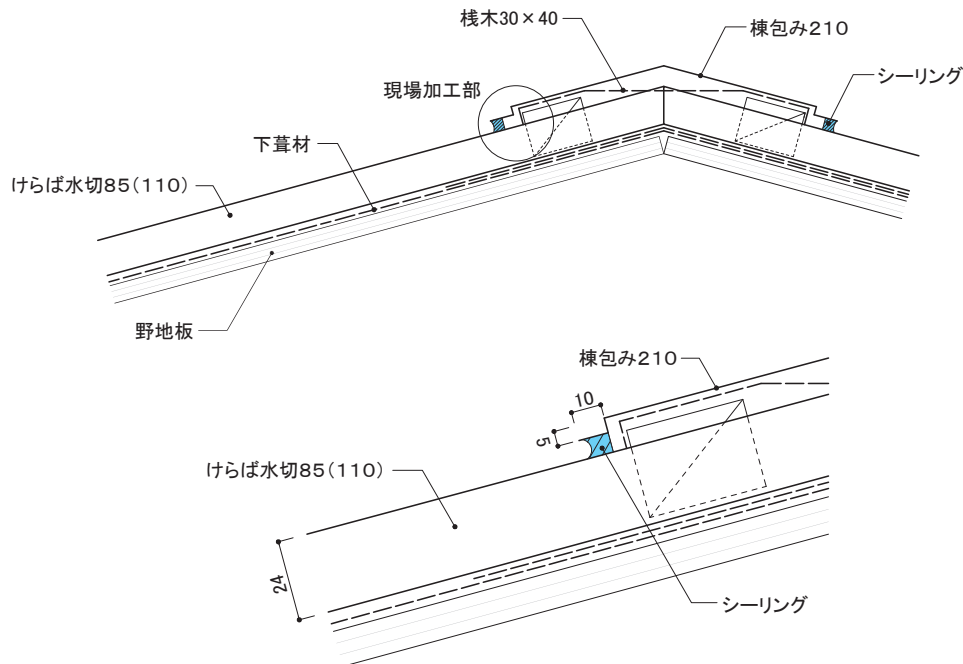 桟木30×40
棟包み210
シーリング
現場加工部
下葺材
けらば水切85(110)
野地板
棟包み210
10
5
けらば水切85(110)
24
シーリング